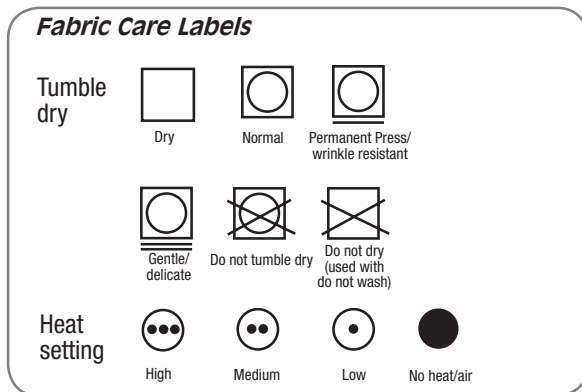 Fabric Care Labels
Tumble
dry
Dry
Normal
Permanent Press/
wrinkle resistant
Gentle/
delicate
Do not tumble dry
Do not dry
(used with
do not wash)
Heat
setting
High
Medium
Low
No heat/air